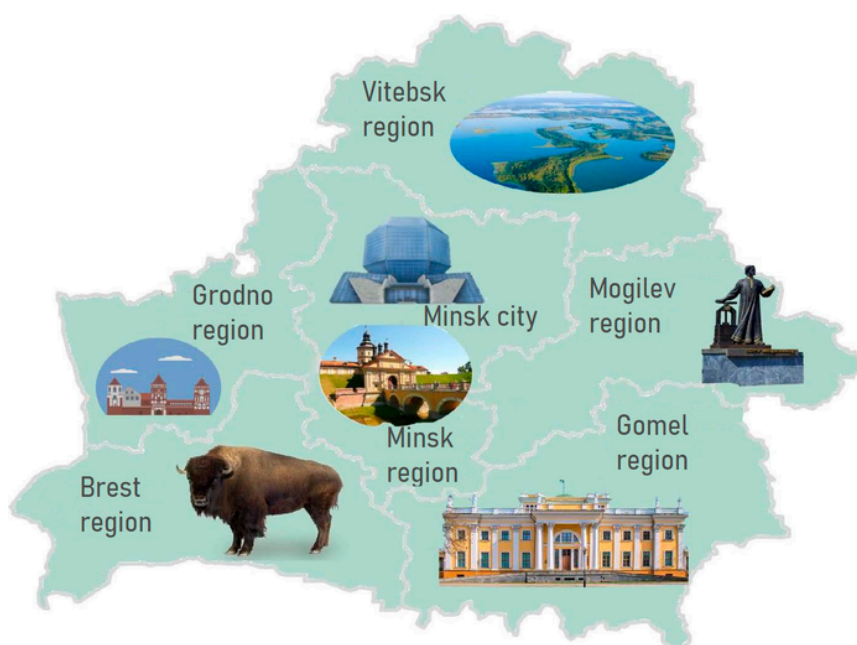 Vitebsk
region
Grodno
region
Minsk city
Mogilev
region
Minsk
region
Gomel
region
Brest
region